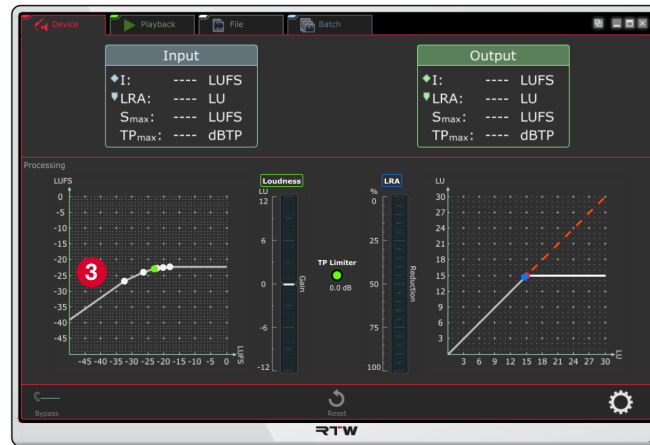 Device Playback File Batch
Input
I: ---- LUFS
LRA: ---- LU
Smax: ---- LUFS
TPmax: ---- dBTP
Output
I: ---- LUFS
LRA: ---- LU
Smax: ---- LUFS
TPmax: ---- dBTP
Processing
LUFS
0
-5
-10
-15
-20
-25
-30
-35
-40
-45
-45 -40 -35 -30 -25 -20 -15 -10 -5 0
LUFS
3
Loudness
LU
12
6
0
-6
-12
Gain
TP Limiter
0.0 dB
LRA
%
0
25
50
75
100
Reduction
LU
30
27
24
21
18
15
12
9
6
3
3 6 9 12 15 18 21 24 27 30
LU
Bypass
Reset
RTW